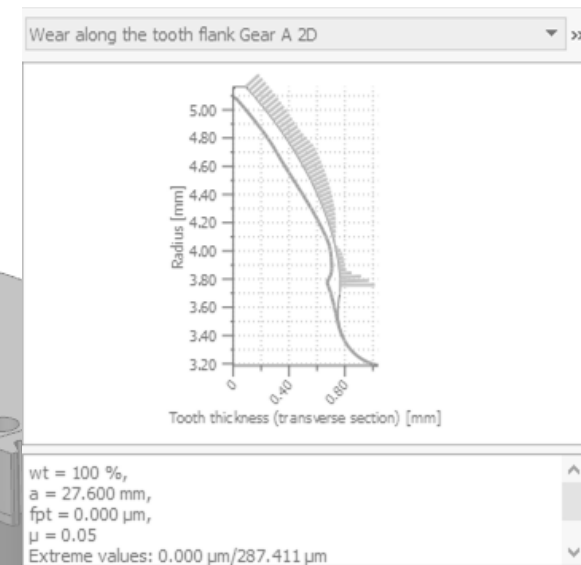 Wear along the tooth flank Gear A 2D
»
5.00
4.80
4.60
4.40
4.20
4.00
3.80
3.60
3.40
3.20
Radius [mm]
0
0.40
0.80
Tooth thickness (transverse section) [mm]
wt = 100 %,
a = 27.600 mm,
fpt = 0.000 µm,
µ = 0.05
Extreme values: 0.000 µm/287.411 µm